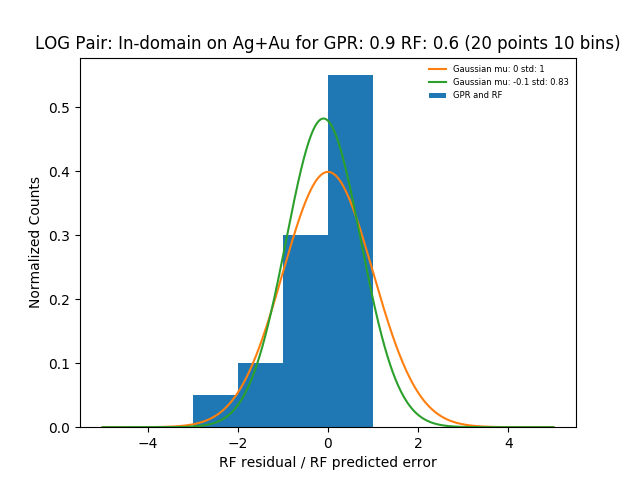 LOG Pair: In-domain on Ag+Au for GPR: 0.9 RF: 0.6 (20 points 10 bins)
Gaussian mu: 0 std: 1
Gaussian mu: -0.1 std: 0.83
GPR and RF
Normalized Counts
0.5
0.4
0.3
0.2
0.1
0.0
−4 −2 0 2 4
RF residual / RF predicted error